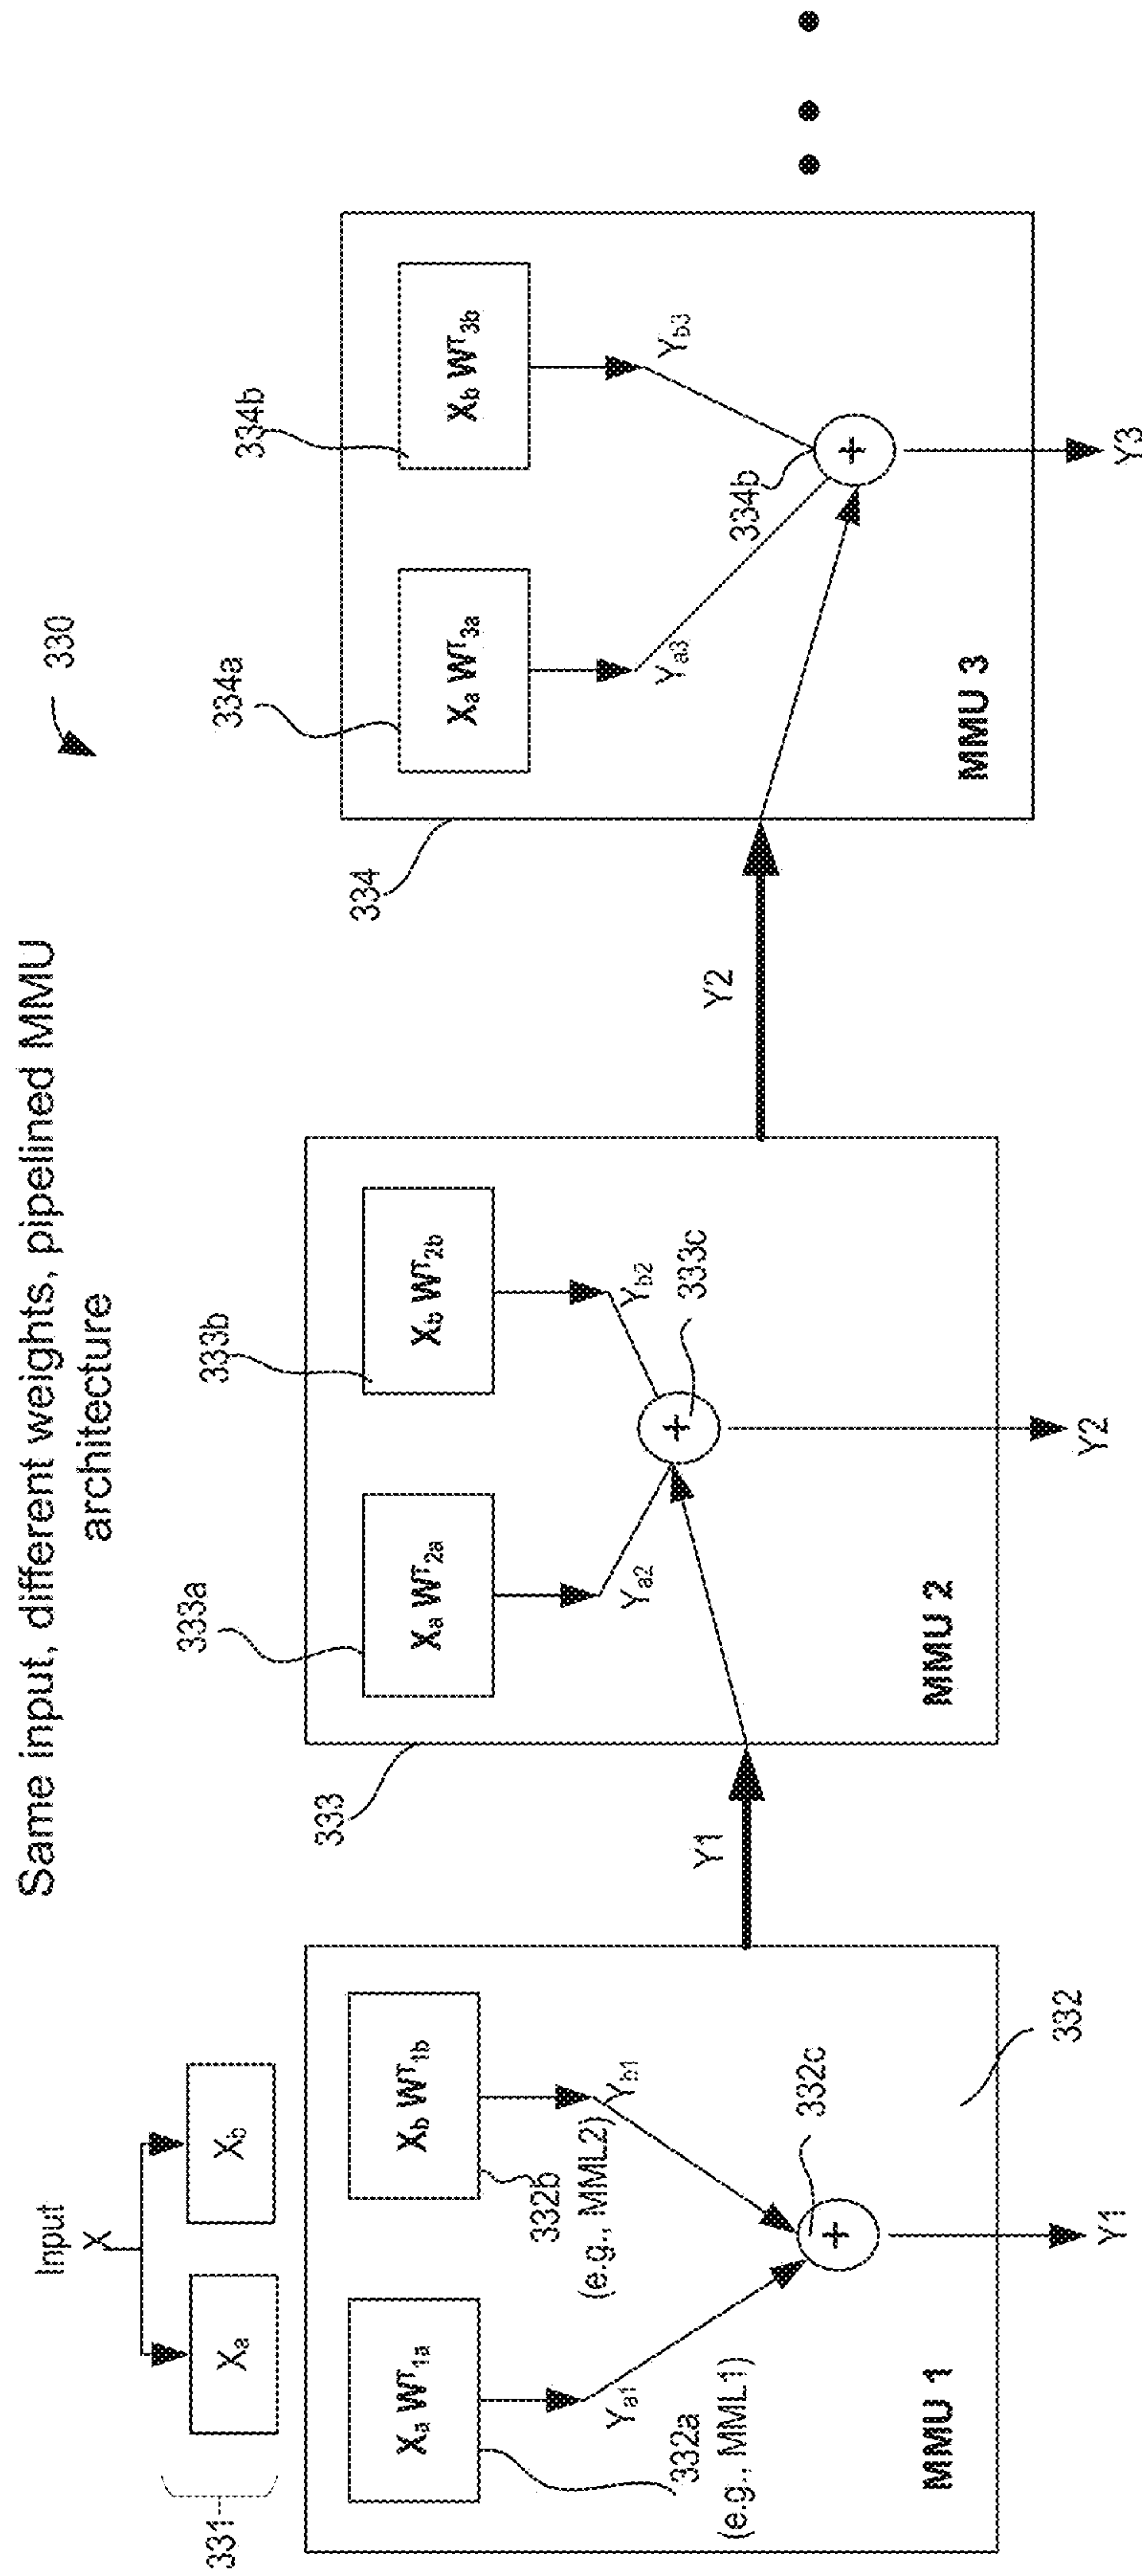 Same input, different weights, pipelined MMU
architecture
330
Input
X
331
Xa
Xb
Xa WT1a
Xb WT1b
332a
(e.g., MML1)
332b
(e.g., MML2)
Ya1
Yb1
+
332c
MMU 1
332
Y1
Y1
333
333a
333b
Xa WT2a
Xb WT2b
Ya2
Yb2
+
333c
MMU 2
Y2
Y2
334
334a
334b
Xa WT3a
Xb WT3b
Ya3
Yb3
334b
+
MMU 3
Y3